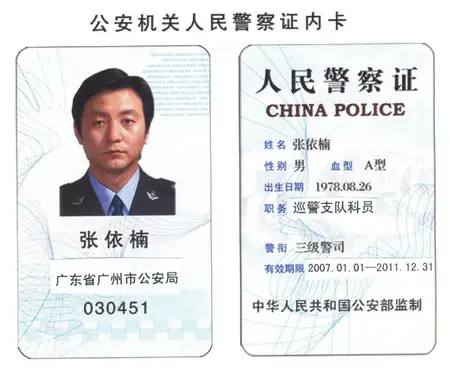 公安机关人民警察证内卡
张依楠
广东省广州市公安局
030451
人民警察证
CHINA POLICE
姓名 张依楠
性别 男 血型 A型
出生日期 1978.08.26
职务 巡警支队科员
警衔 三级警司
有效期限 2007.01.01—2011.12.31
中华人民共和国公安部监制